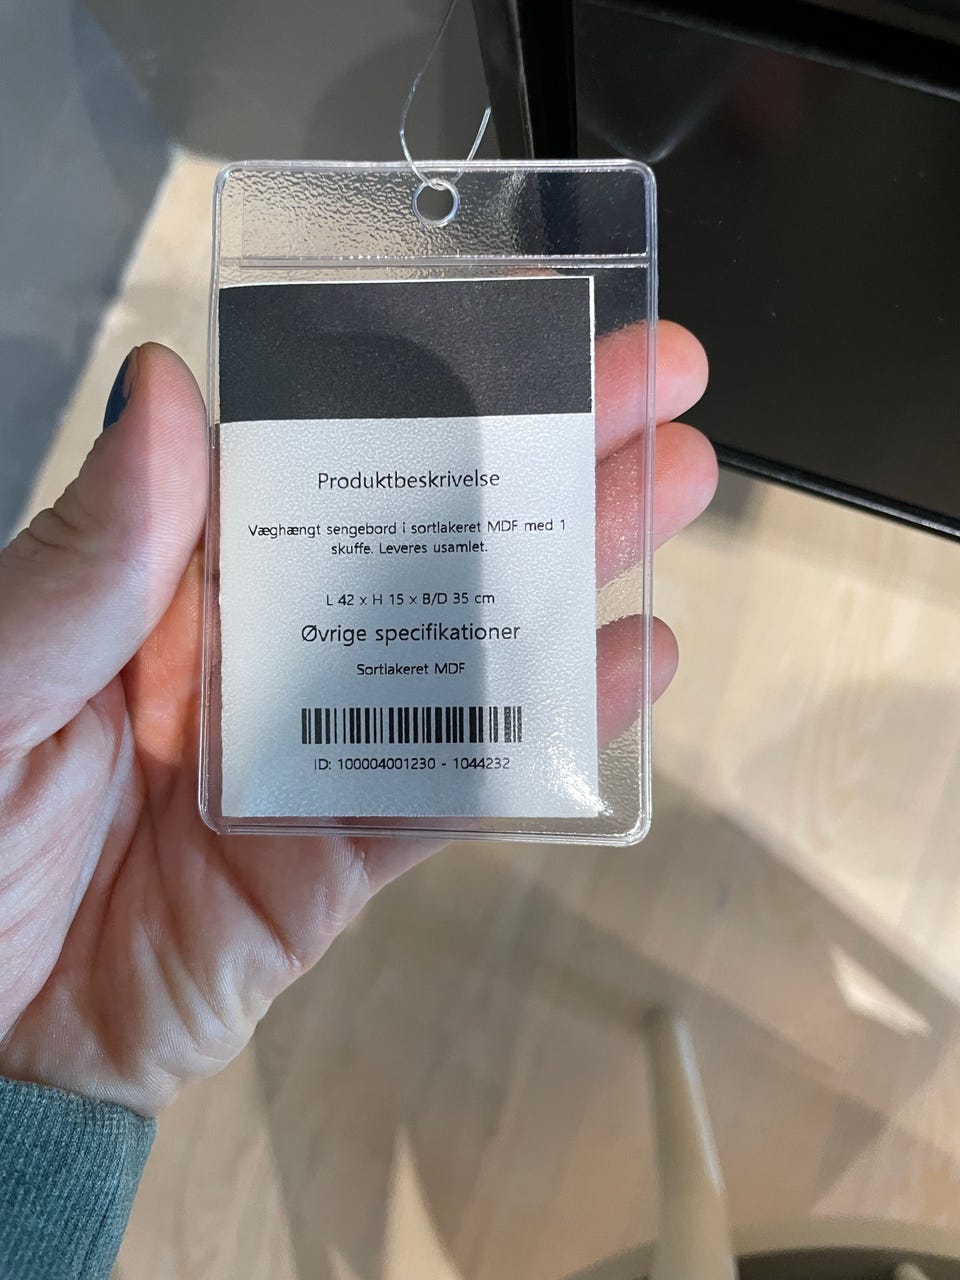 Produktbeskrivelse
Væghængt sengebord i sortlakeret MDF med 1
skuffe. Leveres usamlet.
L 42 x H 15 x B/D 35 cm
Øvrige specifikationer
Sortlakeret MDF
ID: 100004001230 - 1044232